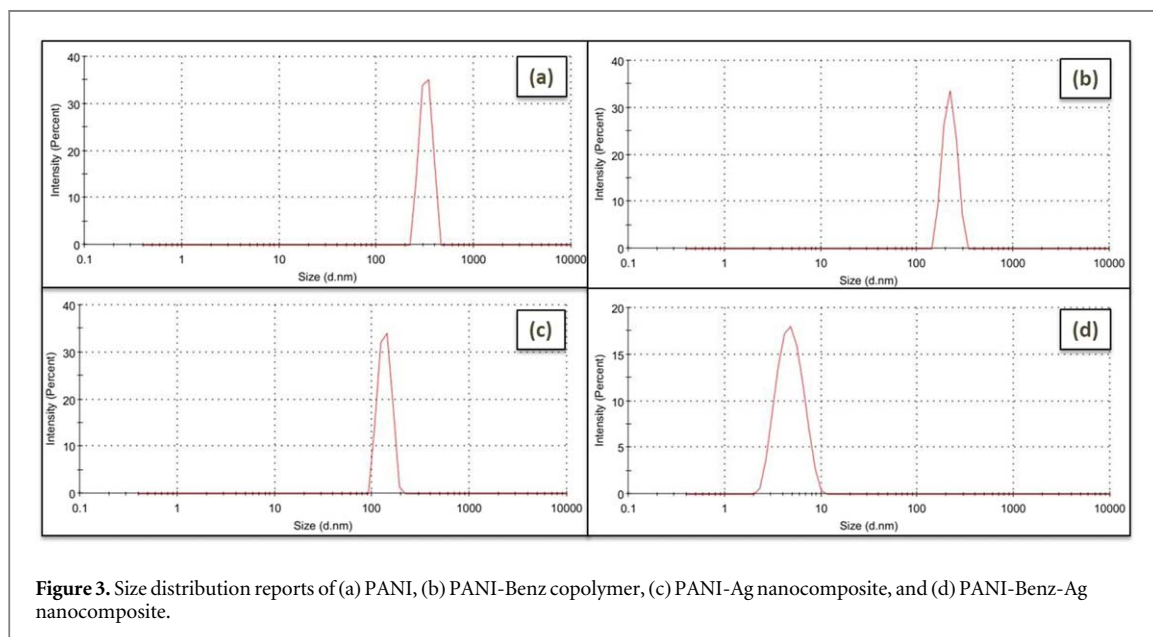 (a)
40
30
20
10
0
Intensity (Percent)
0.1 1 10 100 1000 10000
Size (d.nm)
(b)
40
30
20
10
0
Intensity (Percent)
0.1 1 10 100 1000 10000
Size (d.nm)
(c)
40
30
20
10
0
Intensity (Percent)
0.1 1 10 100 1000 10000
Size (d.nm)
(d)
20
15
10
5
0
Intensity (Percent)
0.1 1 10 100 1000 10000
Size (d.nm)
Figure 3. Size distribution reports of (a) PANI, (b) PANI-Benz copolymer, (c) PANI-Ag nanocomposite, and (d) PANI-Benz-Ag
nanocomposite.